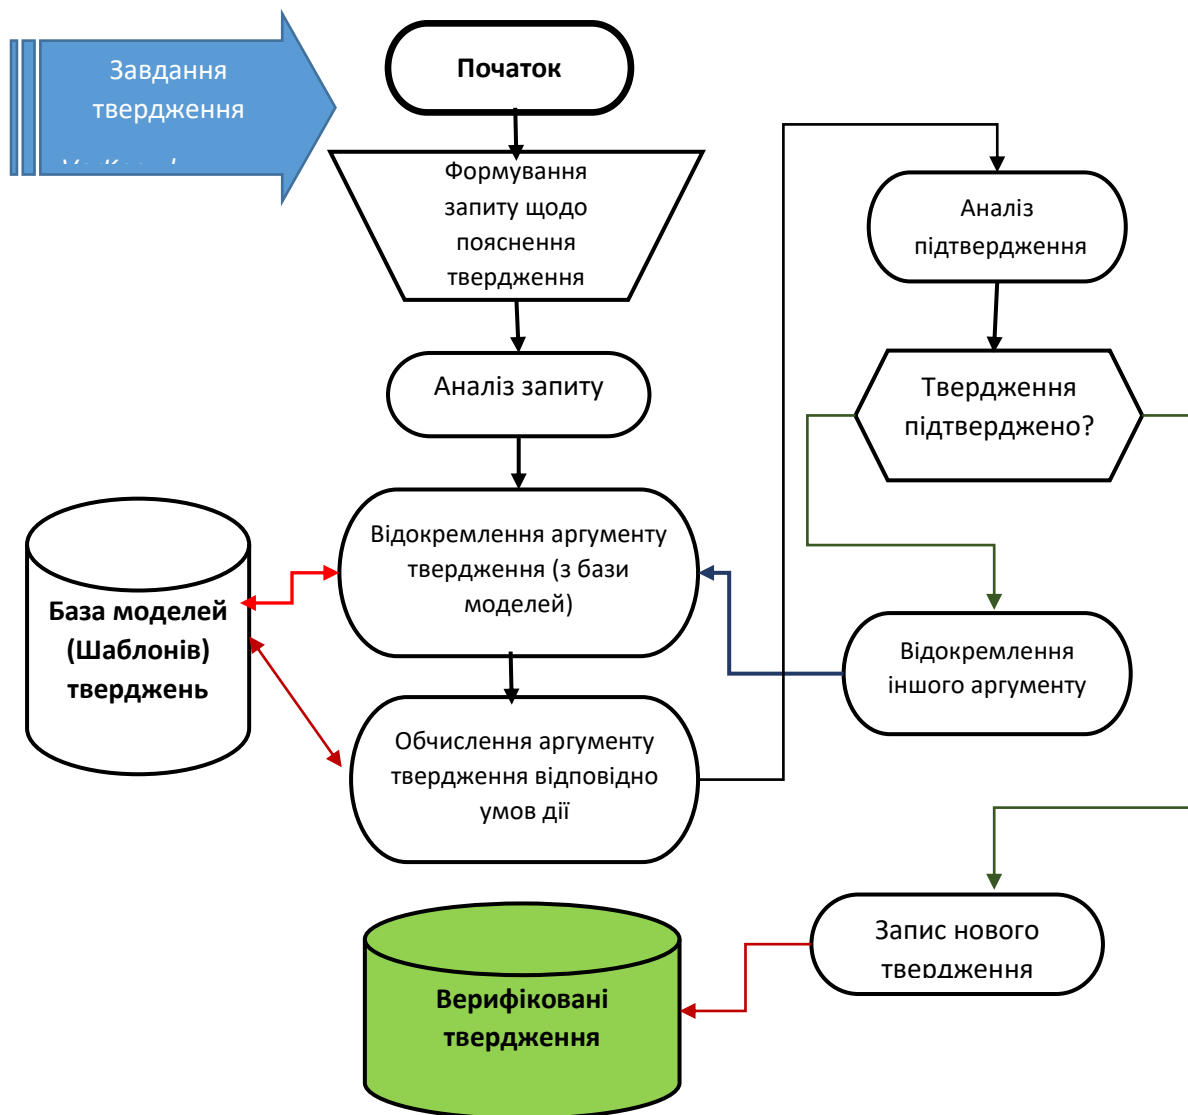 Завдання
твердження
Початок
Формування
запиту щодо
пояснення
твердження
Аналіз запиту
Відокремлення аргументу
твердження (з бази
моделей)
База моделей
(Шаблонів)
тверджень
Обчислення аргументу
твердження відповідно
умов дії
Аналіз
підтвердження
Твердження
підтверджено?
Відокремлення
іншого аргументу
Запис нового
твердження
Верифіковані
твердження